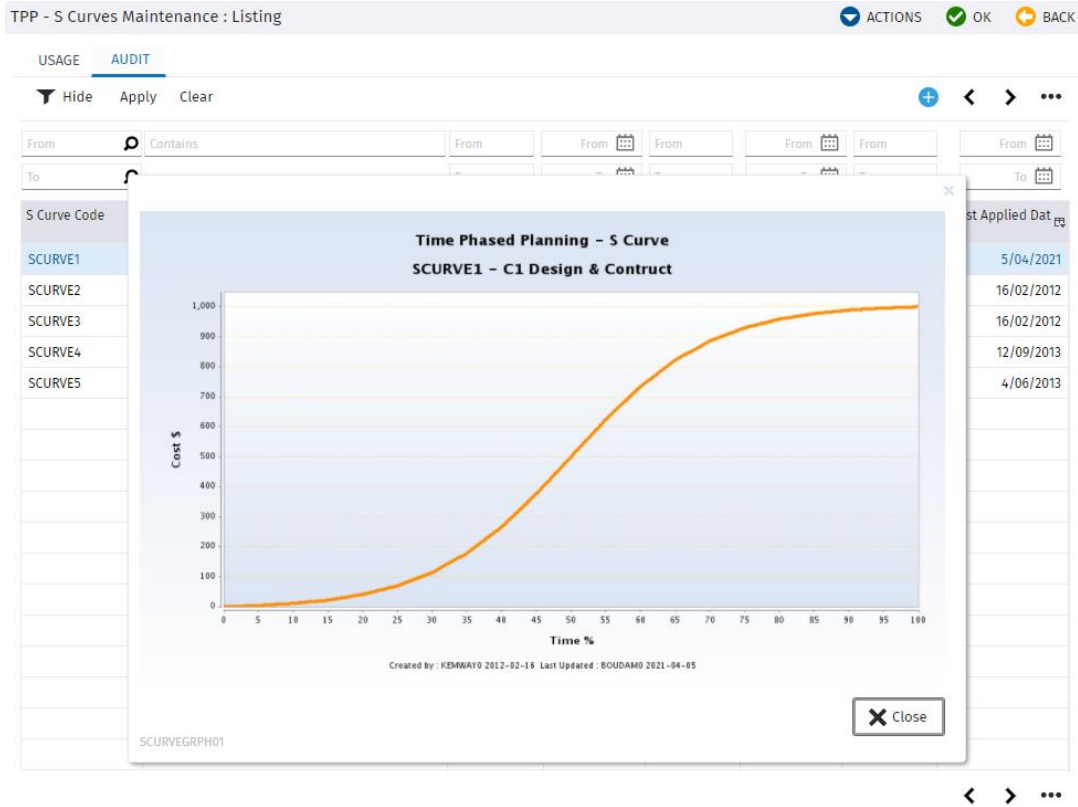 TPP - S Curves Maintenance : Listing ACTIONS OK BACK
USAGE AUDIT
Hide Apply Clear
From Contains From From From From From From
To To
S Curve Code st Applied Dat
SCURVE1 5/04/2021
SCURVE2 16/02/2012
SCURVE3 16/02/2012
SCURVE4 12/09/2013
SCURVE5 4/06/2013
Time Phased Planning - S Curve
SCURVE1 - C1 Design & Contruct
Cost $
1,000
900
800
700
600
500
400
300
200
100
0
0 5 10 15 20 25 30 35 40 45 50 55 60 65 70 75 80 85 90 95 100
Time %
Created by : KEMWAY0 2012-02-16 Last Updated : BOUDAM0 2021-04-05
Close
SCURVEGRPH01